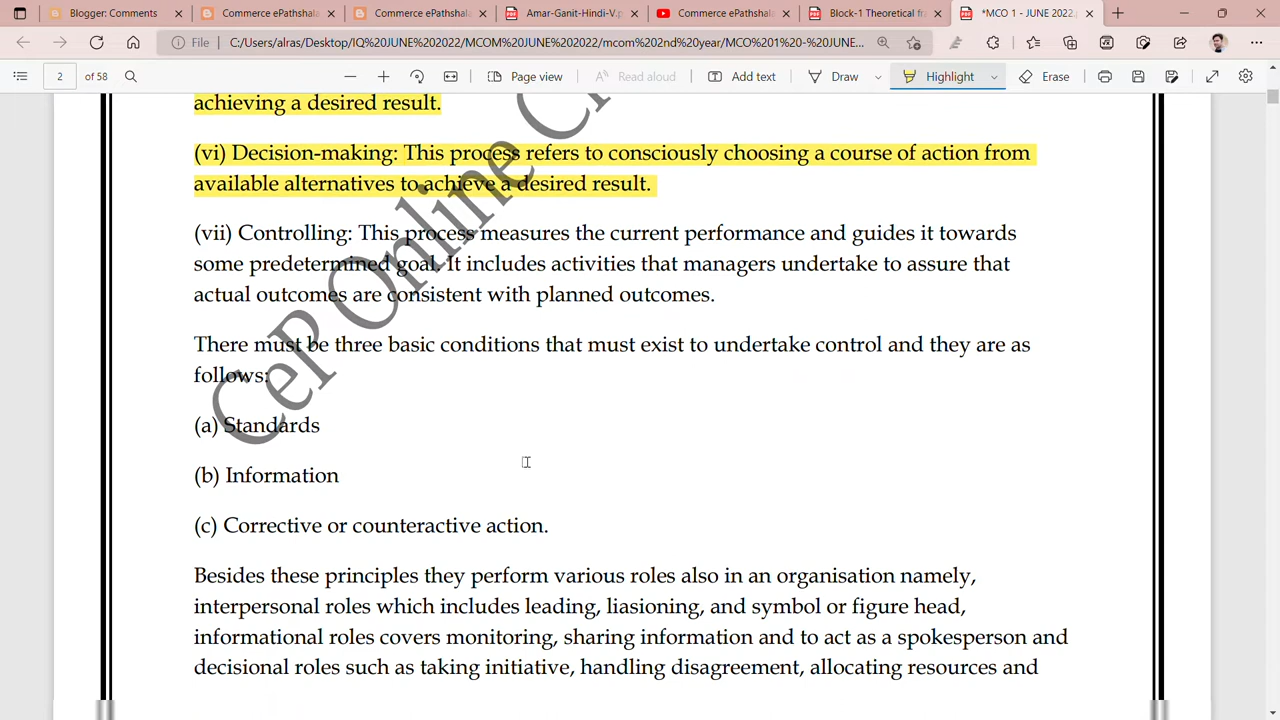 Blogger: Comments
Commerce ePathshala
Commerce ePathshala
Amar-Ganit-Hindi-V.p
Commerce ePathshala
Block-1 Theoretical fra
*MCO 1 - JUNE 2022.
File
C:/Users/alras/Desktop/IQ%20JUNE%202022/MCOM%20JUNE%202022/mcom%202nd%20year/MCO%201%20-%20JUNE...
2 of 58
Page view
Read aloud
Add text
Draw
Highlight
Erase
achieving a desired result.
(vi) Decision-making: This process refers to consciously choosing a course of action from
available alternatives to achieve a desired result.
(vii) Controlling: This process measures the current performance and guides it towards
some predetermined goal. It includes activities that managers undertake to assure that
actual outcomes are consistent with planned outcomes.
There must be three basic conditions that must exist to undertake control and they are as
follows:
(a) Standards
(b) Information
(c) Corrective or counteractive action.
Besides these principles they perform various roles also in an organisation namely,
interpersonal roles which includes leading, liasioning, and symbol or figure head,
informational roles covers monitoring, sharing information and to act as a spokesperson and
decisional roles such as taking initiative, handling disagreement, allocating resources and
CeP Online C